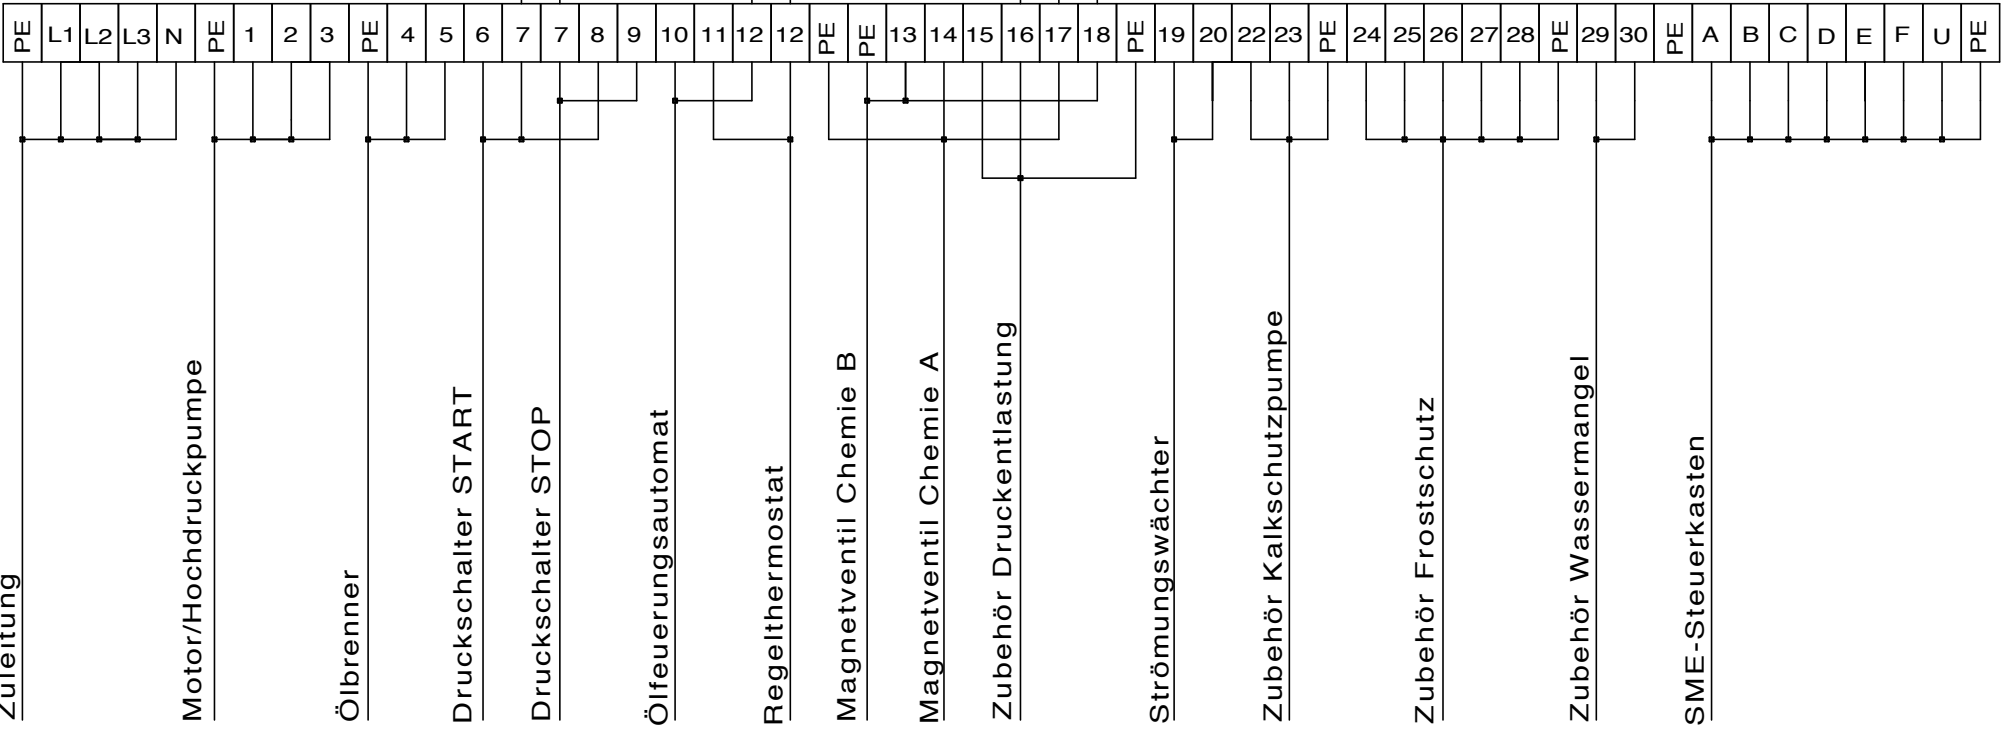 PE L1 L2 L3 N PE 1 2 3 PE 4 5 6 7 7 8 9 10 11 12 12 PE PE 13 14 15 16 17 18 PE 19 20 22 23 PE 24 25 26 27 28 PE 29 30 PE A B C D E F U PE
Zuleitung
Motor/Hochdruckpumpe
Ölbrenner
Druckschalter START
Druckschalter STOP
Ölfeuerungsautomat
Regelthermostat
Magnetventil Chemie B
Magnetventil Chemie A
Zubehör Druckentlastung
Strömungswächter
Zubehör Kalkschutzpumpe
Zubehör Frostschutz
Zubehör Wassermangel
SME-Steuerkasten